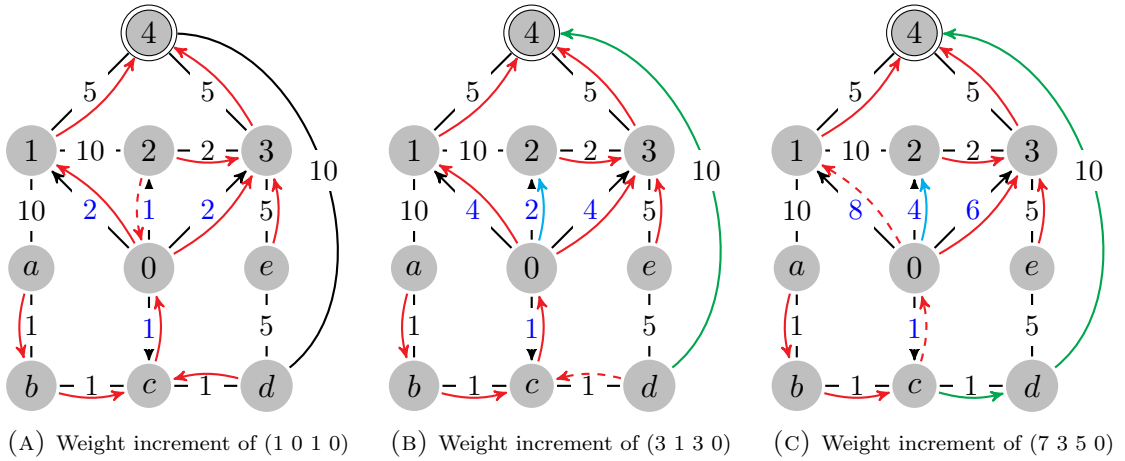 4 4 4
5 5 5 5 5 5
1 10 2 2 3 10 1 10 2 2 3 10 1 10 2 2 3 10
10 2 1 2 5 10 4 2 4 5 10 8 4 6 5
a 0 e a 0 e a 0 e
1 1 5 1 1 5 1 1 5
b 1 c 1 d b 1 c 1 d b 1 c 1 d
(A) Weight increment of (1 0 1 0) (B) Weight increment of (3 1 3 0) (C) Weight increment of (7 3 5 0)